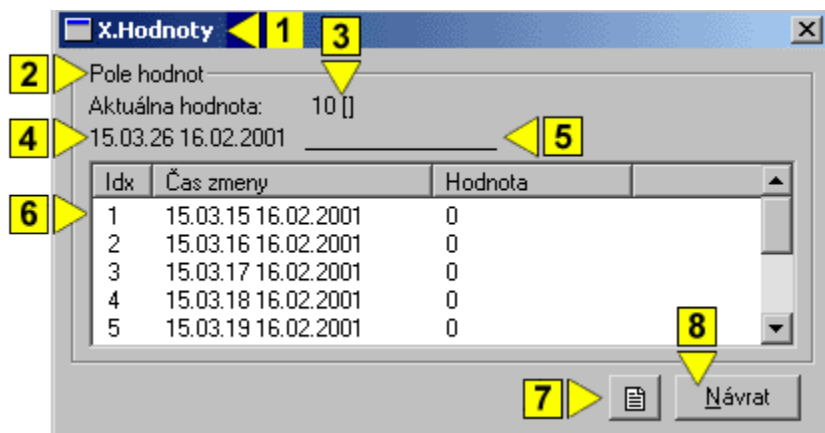 X.Hodnoty 1 3
2 Pole hodnot
Aktuálna hodnota: 10 []
4 15.03.26 16.02.2001 ________________ 5
Idx Čas zmeny Hodnota
6 1 15.03.15 16.02.2001 0
2 15.03.16 16.02.2001 0
3 15.03.17 16.02.2001 0
4 15.03.18 16.02.2001 0
5 15.03.19 16.02.2001 0
8
7 Návrat